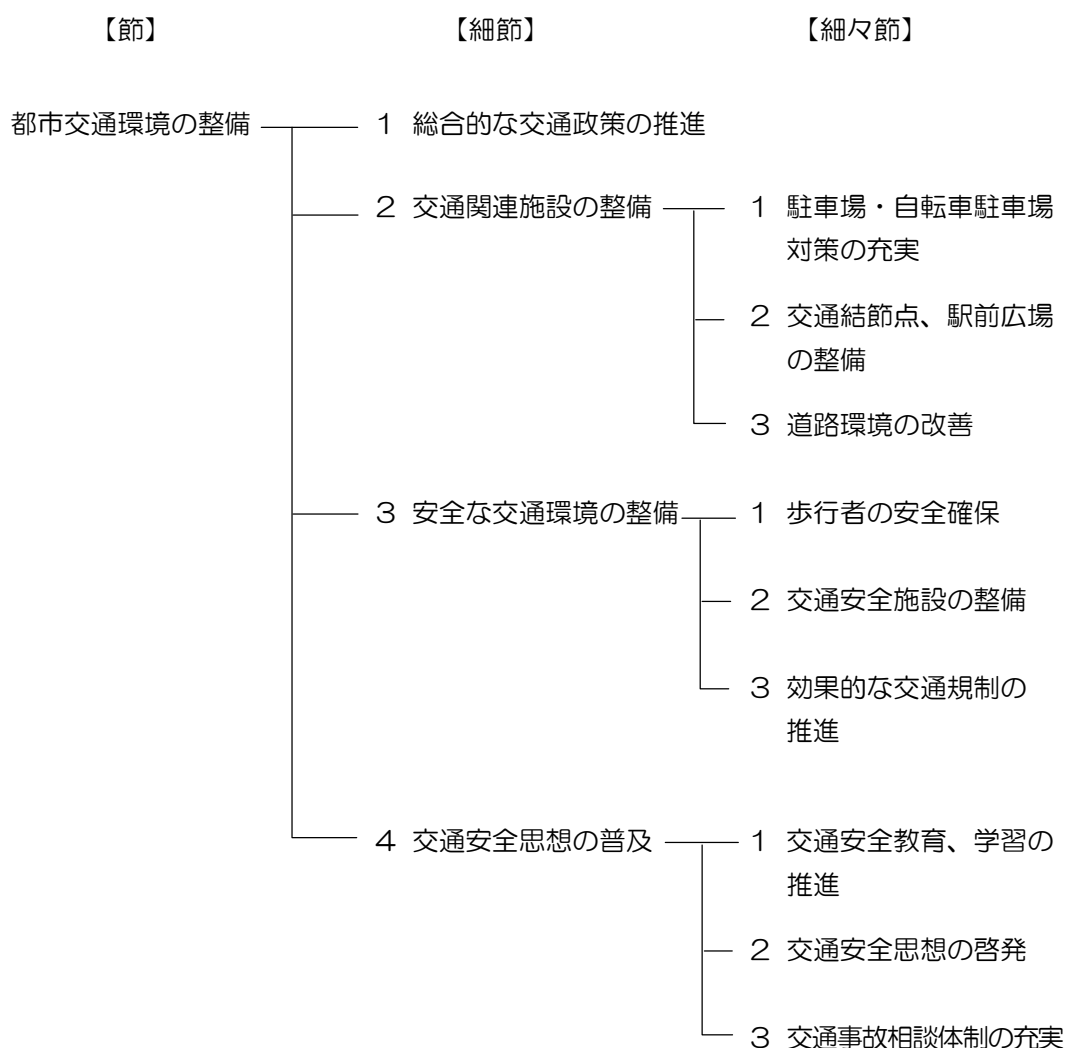 【節】 【細節】 【細々節】
都市交通環境の整備 1 総合的な交通政策の推進
2 交通関連施設の整備 1 駐車場・自転車駐車場
対策の充実
2 交通結節点、駅前広場
の整備
3 道路環境の改善
3 安全な交通環境の整備 1 歩行者の安全確保
2 交通安全施設の整備
3 効果的な交通規制の
推進
4 交通安全思想の普及 1 交通安全教育、学習の
推進
2 交通安全思想の啓発
3 交通事故相談体制の充実